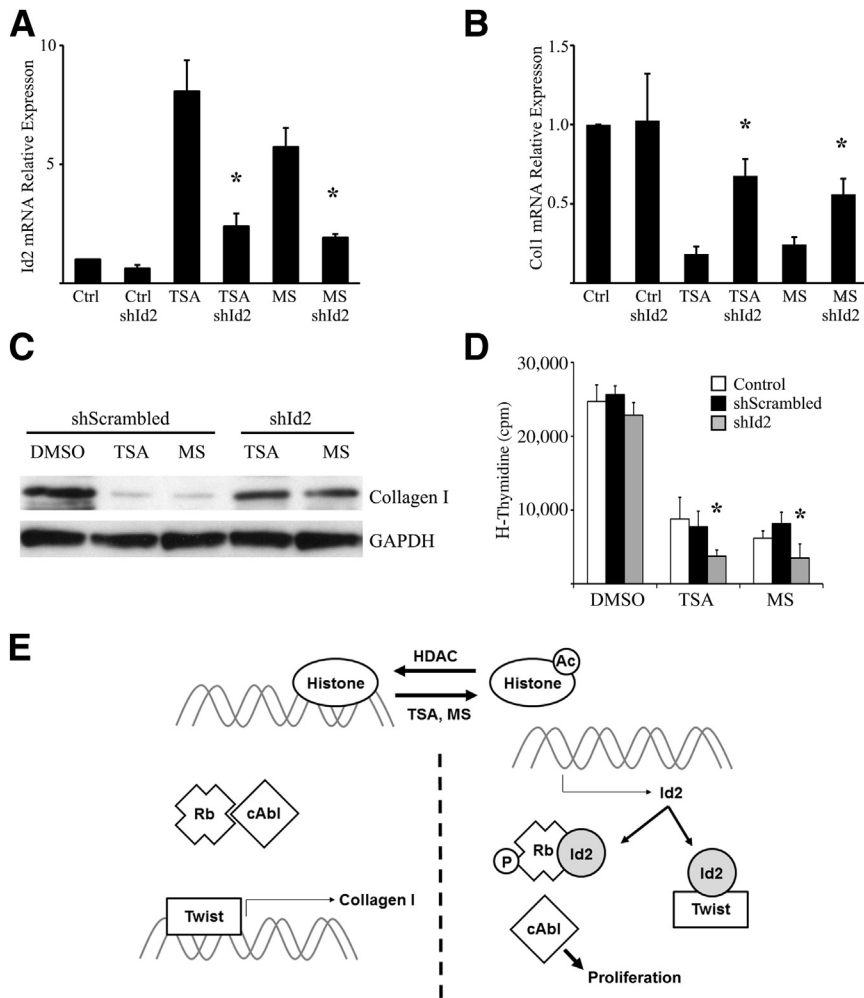 A
Id2 mRNA Relative Expresson
10
5
Ctrl
Ctrl
shId2
TSA
TSA
shId2
MS
MS
shId2
*
*
B
Col1 mRNA Relative Expresson
1.5
1.0
0.5
Ctrl
Ctrl
shId2
TSA
TSA
shId2
MS
MS
shId2
*
*
C
shScrambled
shId2
DMSO
TSA
MS
TSA
MS
Collagen I
GAPDH
D
H-Thymidine (cpm)
30,000
20,000
10,000
Control
shScrambled
shId2
*
*
DMSO
TSA
MS
E
HDAC
Histone
Histone
Ac
TSA, MS
Rb
cAbl
Id2
P
Rb
Id2
Id2
Twist
Twist
Collagen I
cAbl
Proliferation